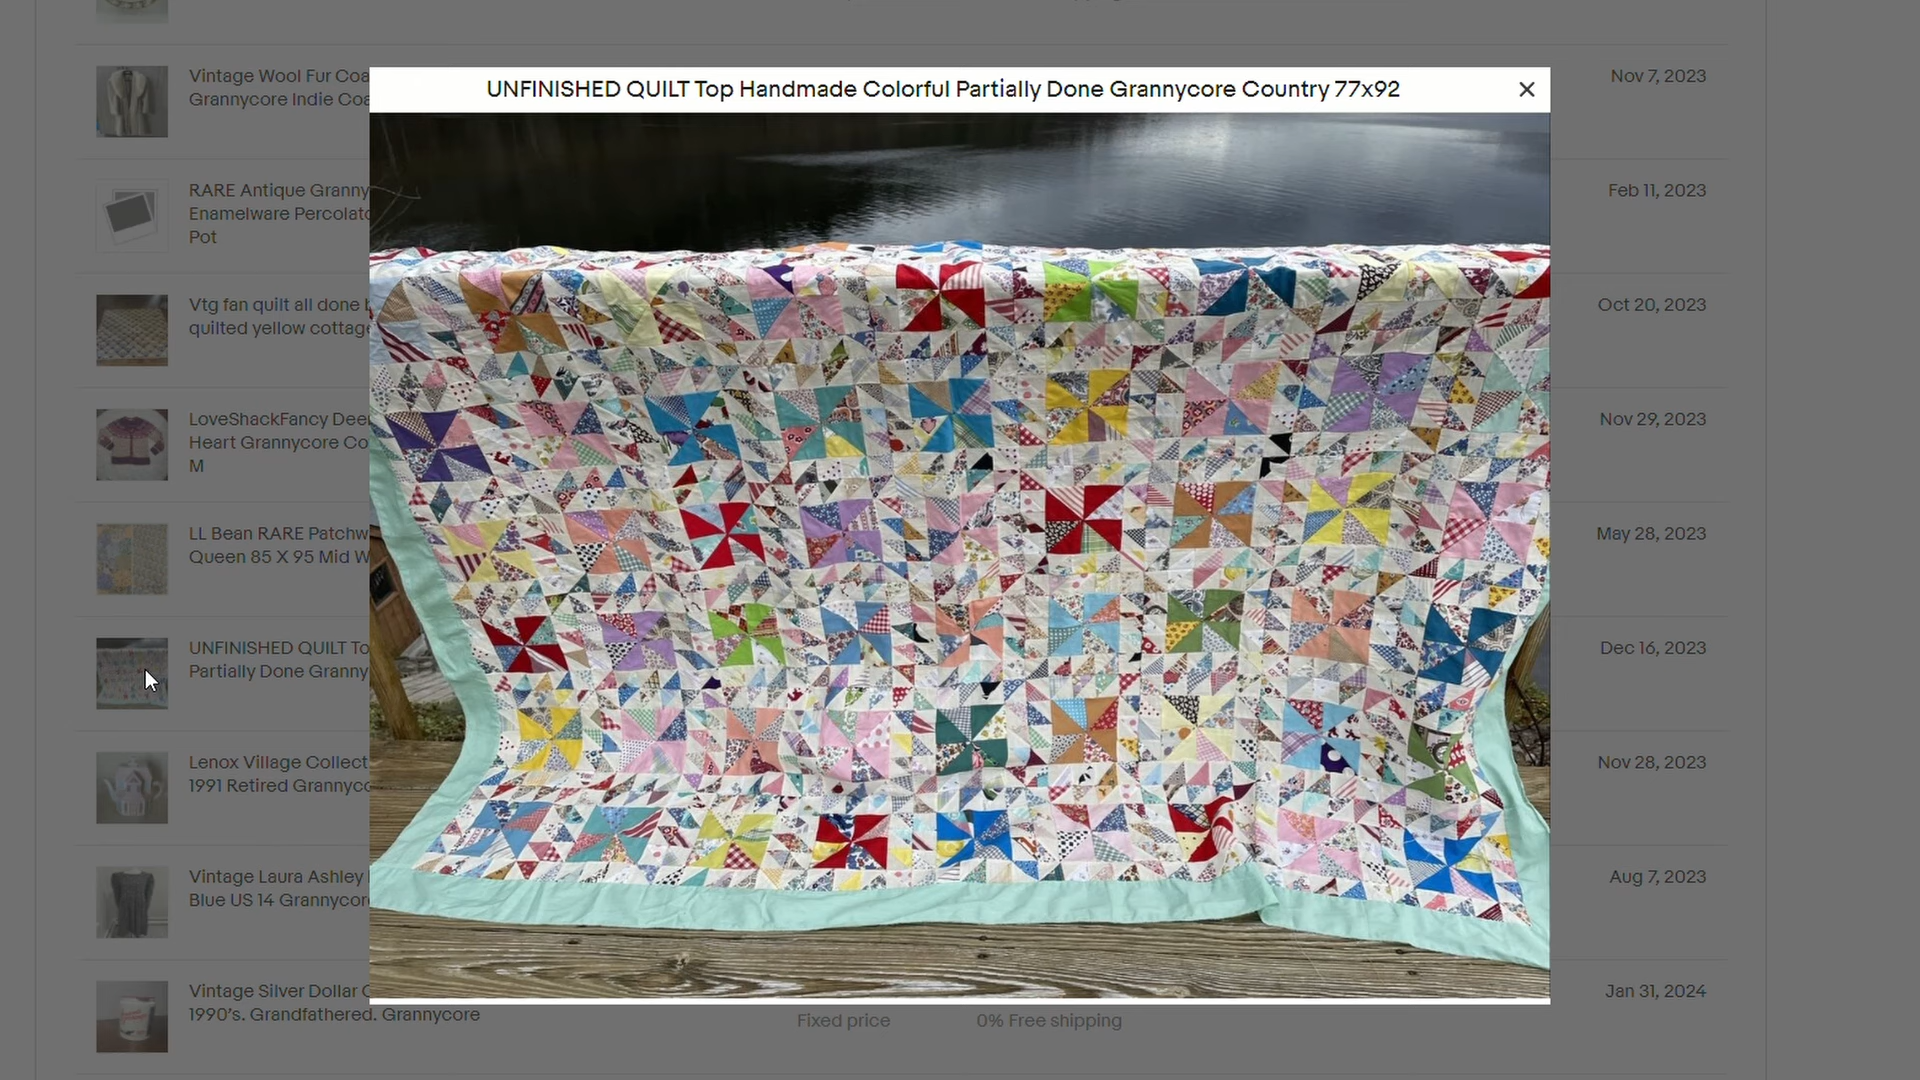 Vintage Wool Fur Coa
Grannycore Indie Coa
Nov 7, 2023
UNFINISHED QUILT Top Handmade Colorful Partially Done Grannycore Country 77x92
RARE Antique Granny
Enamelware Percolato
Pot
Feb 11, 2023
Vtg fan quilt all done
quilted yellow cottage
Oct 20, 2023
LoveShackFancy Dee
Heart Grannycore Co
M
Nov 29, 2023
LL Bean RARE Patchw
Queen 85 X 95 Mid W
May 28, 2023
UNFINISHED QUILT To
Partially Done Granny
Dec 16, 2023
Lenox Village Collect
1991 Retired Grannyc
Nov 28, 2023
Vintage Laura Ashley
Blue US 14 Grannycor
Aug 7, 2023
Vintage Silver Dollar
1990's. Grandfathered. Grannycore
Jan 31, 2024
Fixed price
0% Free shipping